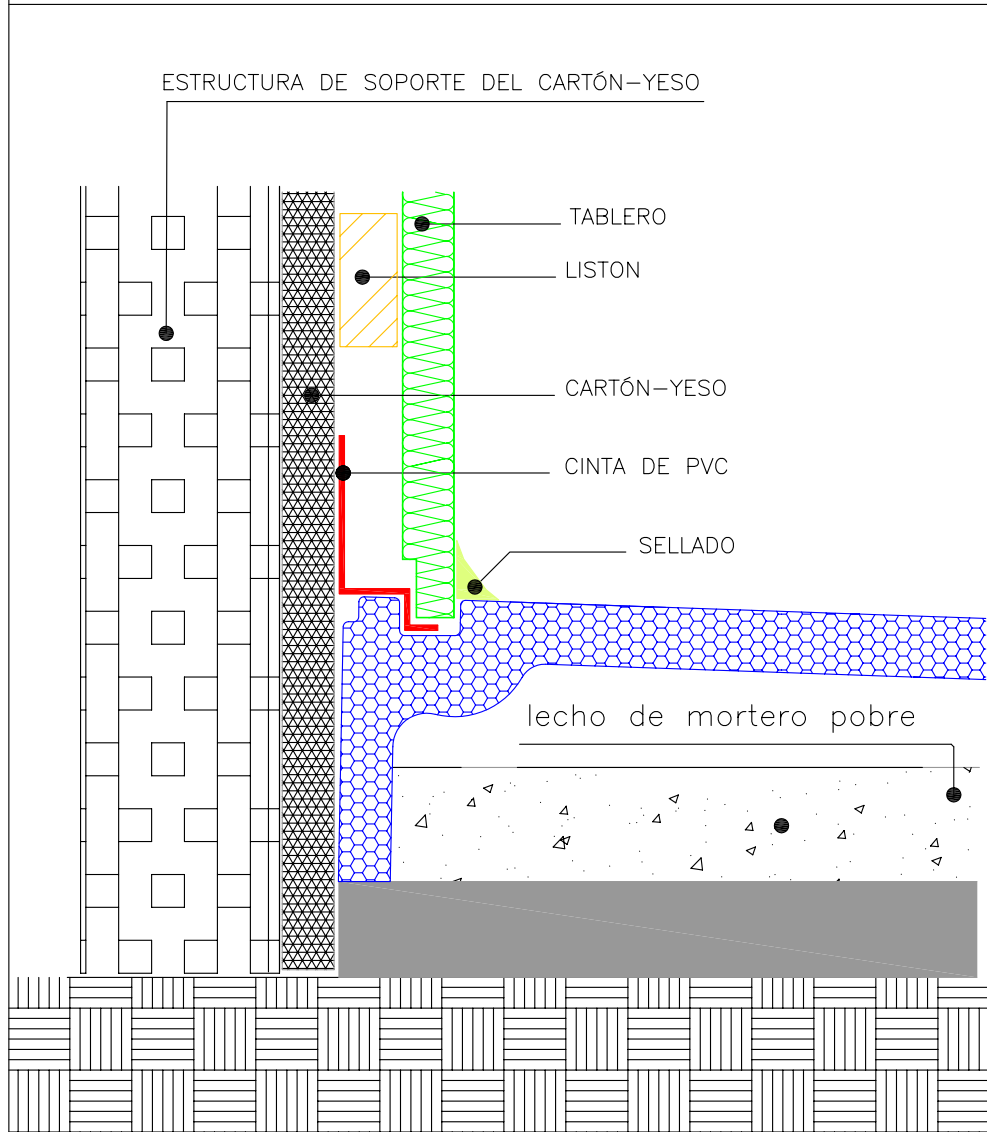 ESTRUCTURA DE SOPORTE DEL CARTÓN-YESO
TABLERO
LISTON
CARTÓN-YESO
CINTA DE PVC
SELLADO
lecho de mortero pobre